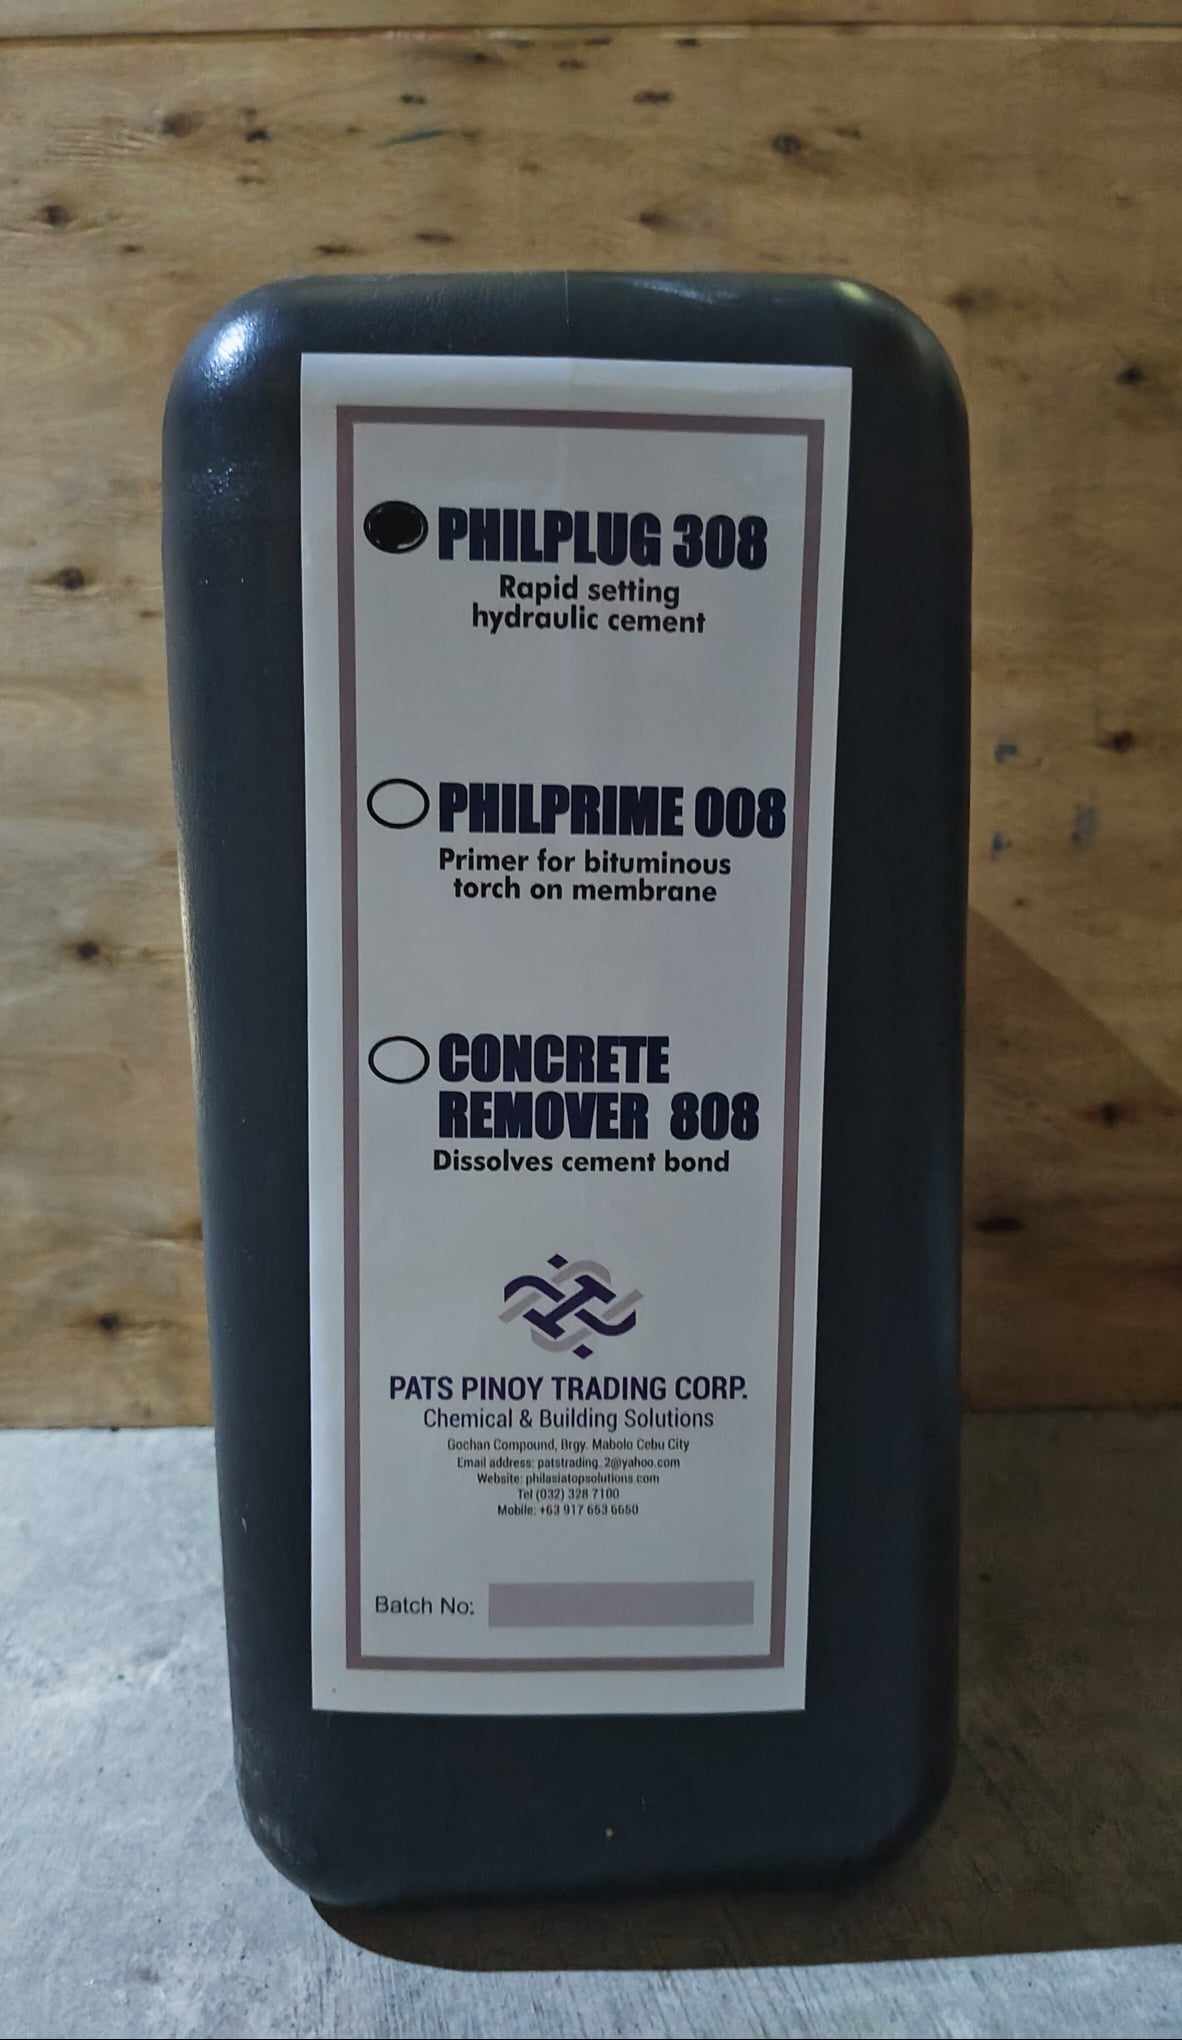 PHILPLUG 308
Rapid setting
hydraulic cement
PHILPRIME 008
Primer for bituminous
torch on membrane
CONCRETE
REMOVER 808
Dissolves cement bond
PATS PINOY TRADING CORP.
Chemical & Building Solutions
Gochan Compound, Brgy. Mabolo Cebu City
Email address: patstrading_2@yahoo.com
Website: philasiatopsolutions.com
Tel (032) 328 7100
Mobile: +63 917 653 6650
Batch No: